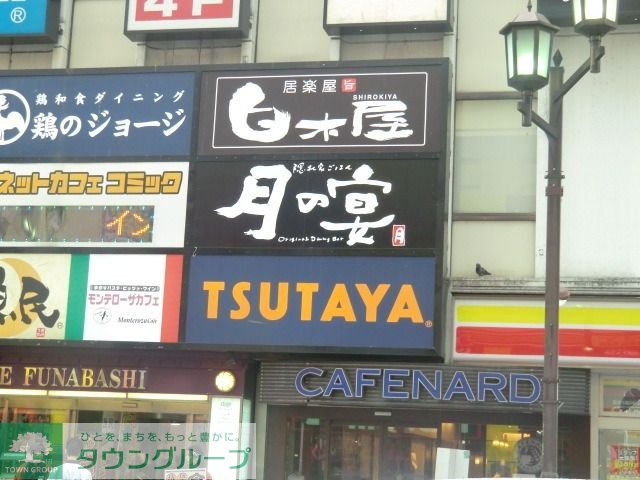 4F
居楽屋 旨
SHIROKIYA
白木屋
鶏和食ダイニング
鶏のジョージ
隠れ家ごはん
月の宴
Original Dining Bar
月
ネットカフェコミック
イン
TSUTAYA®
モンテローザカフェ
Monterozacafe
民
E FUNABASHI
CAFENARD
ひとを、まちを、もっと豊かに。
タウングループ
TOWN GROUP